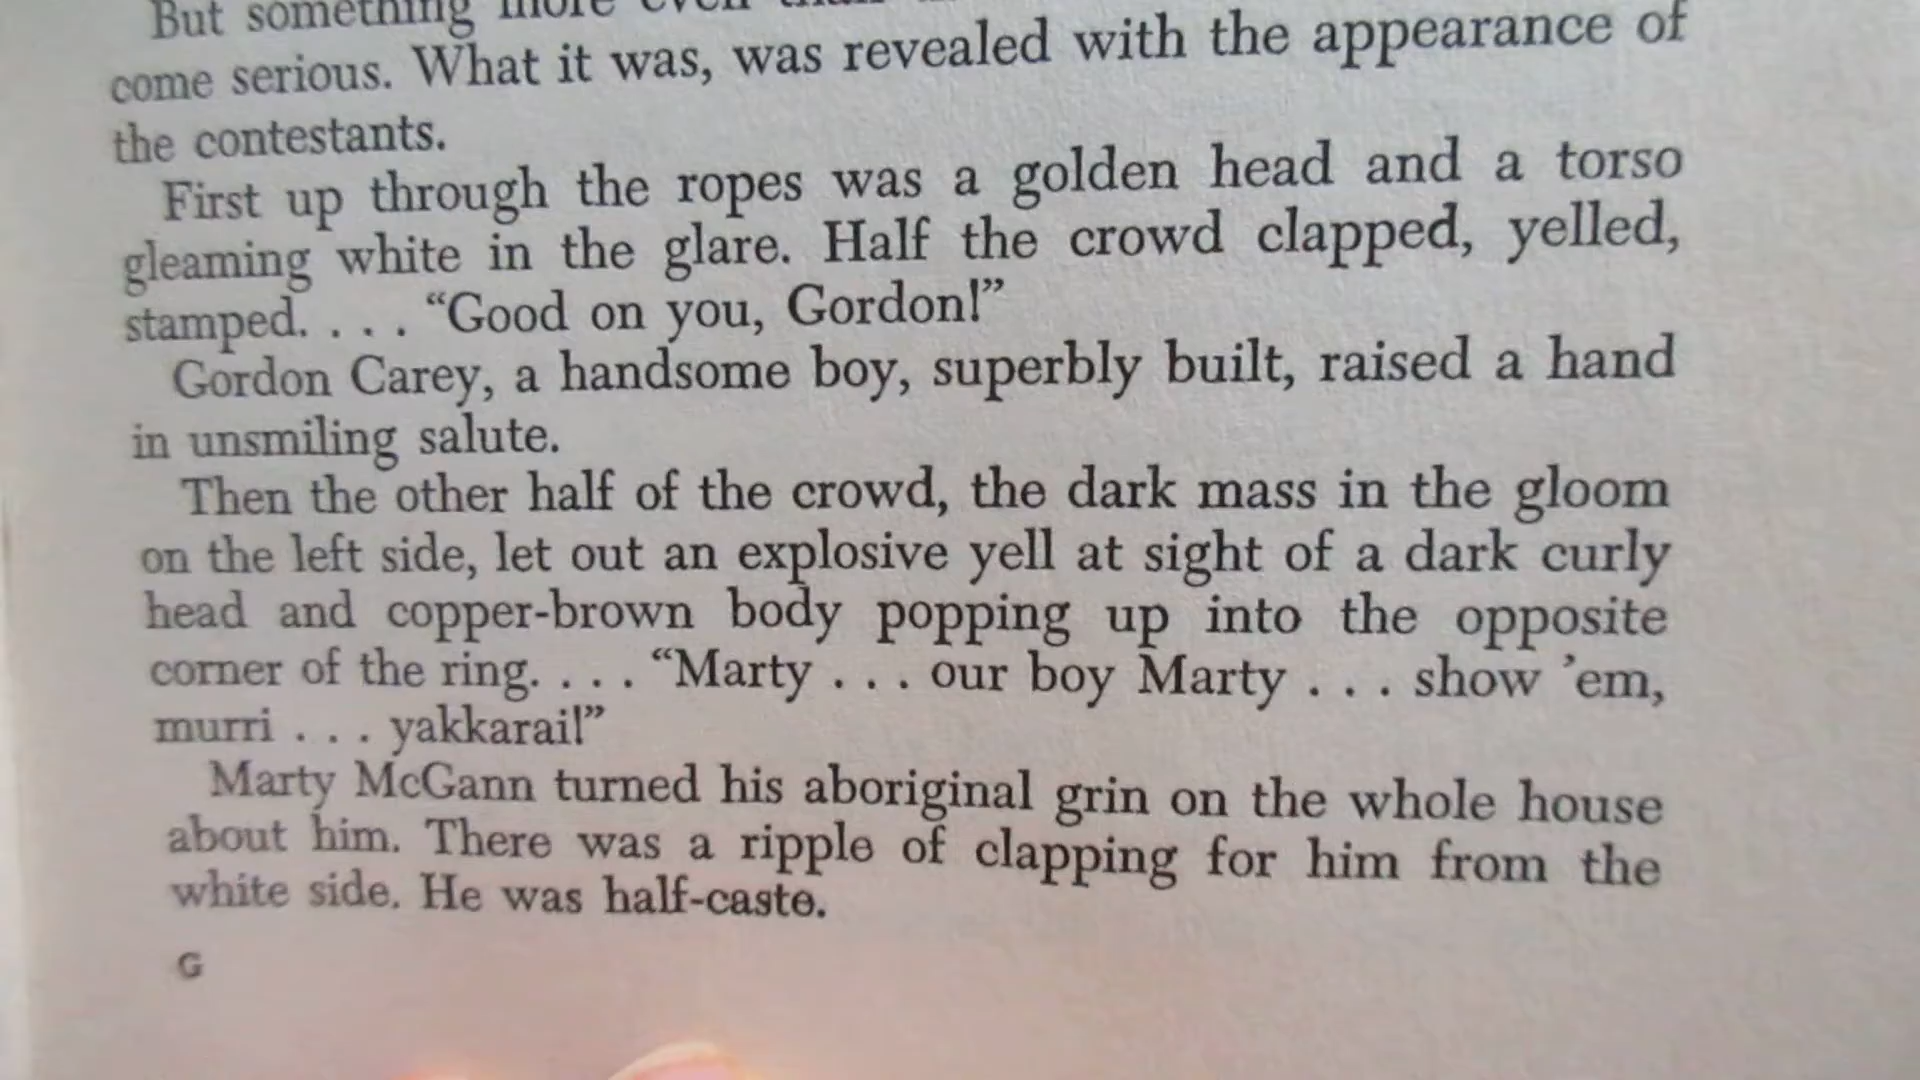 But something more even than
come serious. What it was, was revealed with the appearance of
the contestants.
First up through the ropes was a golden head and a torso
gleaming white in the glare. Half the crowd clapped, yelled,
stamped. . . . “Good on you, Gordon!”
Gordon Carey, a handsome boy, superbly built, raised a hand
in unsmiling salute.
Then the other half of the crowd, the dark mass in the gloom
on the left side, let out an explosive yell at sight of a dark curly
head and copper-brown body popping up into the opposite
corner of the ring. . . . “Marty . . . our boy Marty . . . show ’em,
murri . . . yakkarai!”
Marty McGann turned his aboriginal grin on the whole house
about him. There was a ripple of clapping for him from the
white side. He was half-caste.
G